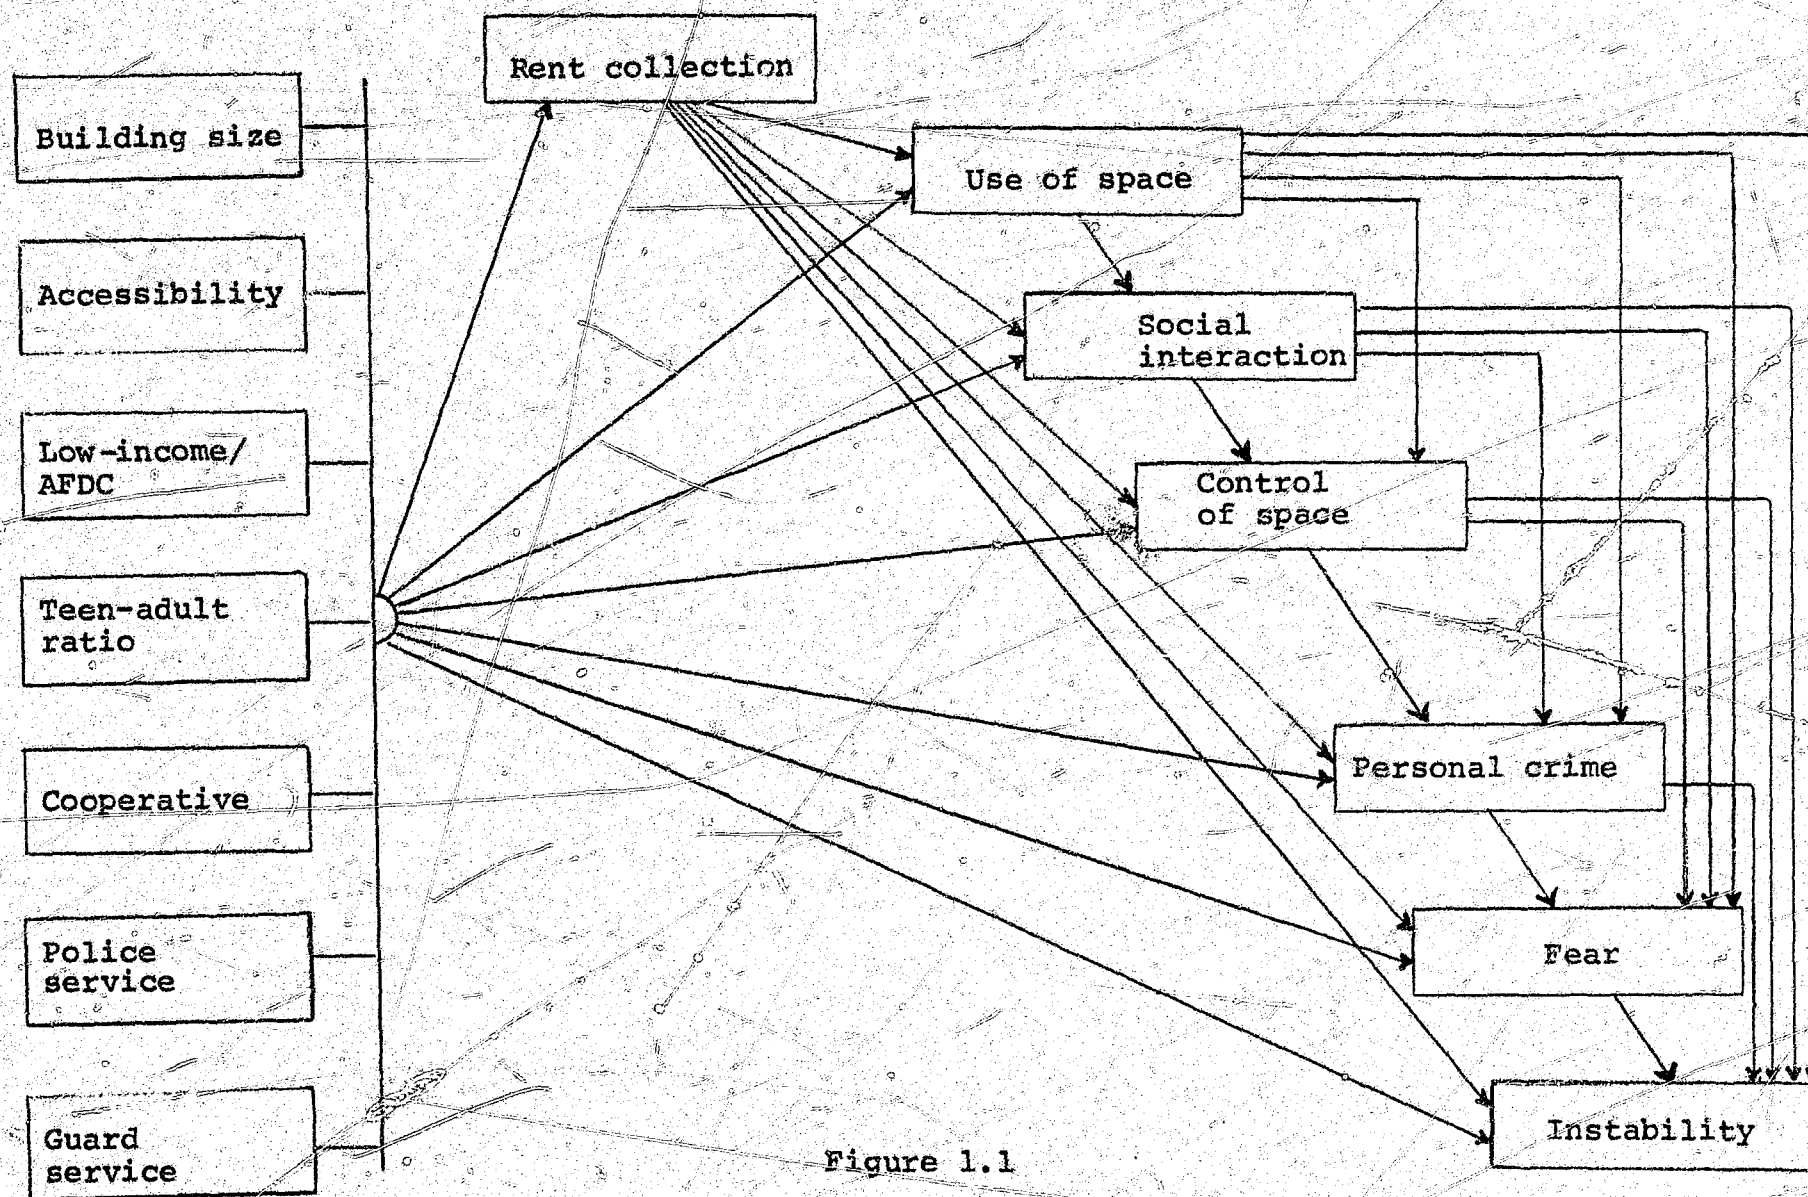 Rent collection
Building size
Use of space
Accessibility
Social
interaction
Low-income/
AFDC
Control
of space
Teen-adult
ratio
Personal crime
Cooperative
Police
service
Fear
Guard
service
Instability
Figure 1.1